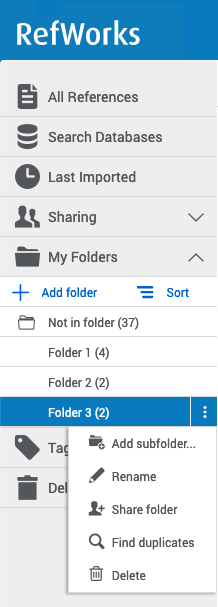 RefWorks
All References
Search Databases
Last Imported
Sharing
My Folders
Add folder Sort
Not in folder (37)
Folder 1 (4)
Folder 2 (2)
Folder 3 (2)
Add subfolder...
Tag
Rename
Share folder
Del
Find duplicates
Delete